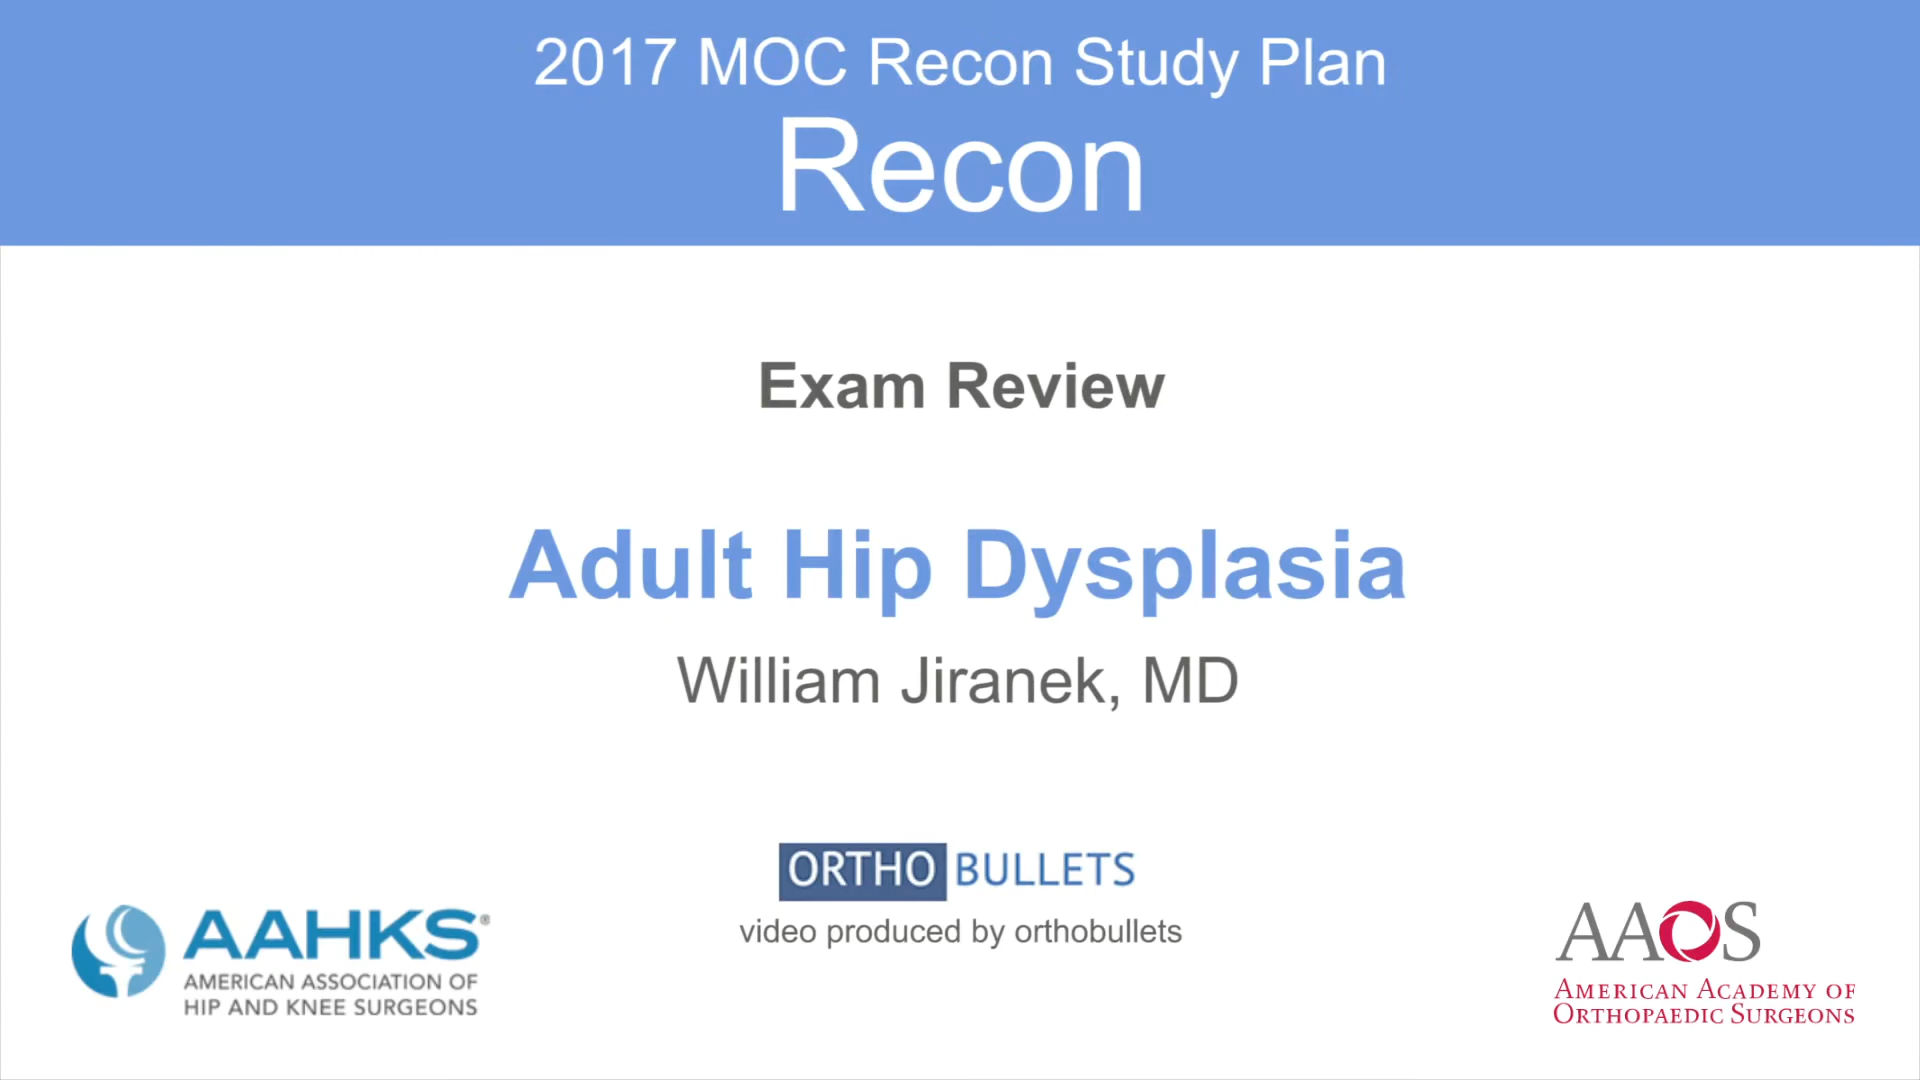 2017 MOC Recon Study Plan
Recon
Exam Review
Adult Hip Dysplasia
William Jiranek, MD
ORTHO BULLETS
video produced by orthobullets
AAHKS®
AMERICAN ASSOCIATION OF
HIP AND KNEE SURGEONS
AAOS
AMERICAN ACADEMY OF
ORTHOPAEDIC SURGEONS